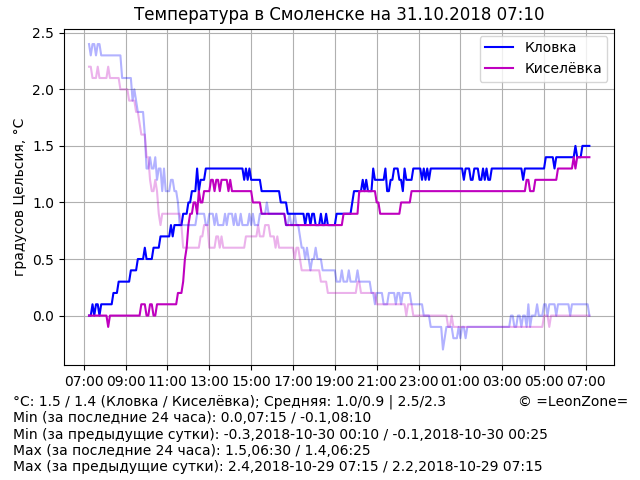 Температура в Смоленске на 31.10.2018 07:10
Кловка
Киселёвка
градусов Цельсия, °C
2.5
2.0
1.5
1.0
0.5
0.0
07:00 09:00 11:00 13:00 15:00 17:00 19:00 21:00 23:00 01:00 03:00 05:00 07:00
°C: 1.5 / 1.4 (Кловка / Киселёвка); Средняя: 1.0/0.9 | 2.5/2.3 © =LeonZone=
Min (за последние 24 часа): 0.0,07:15 / -0.1,08:10
Min (за предыдущие сутки): -0.3,2018-10-30 00:10 / -0.1,2018-10-30 00:25
Max (за последние 24 часа): 1.5,06:30 / 1.4,06:25
Max (за предыдущие сутки): 2.4,2018-10-29 07:15 / 2.2,2018-10-29 07:15